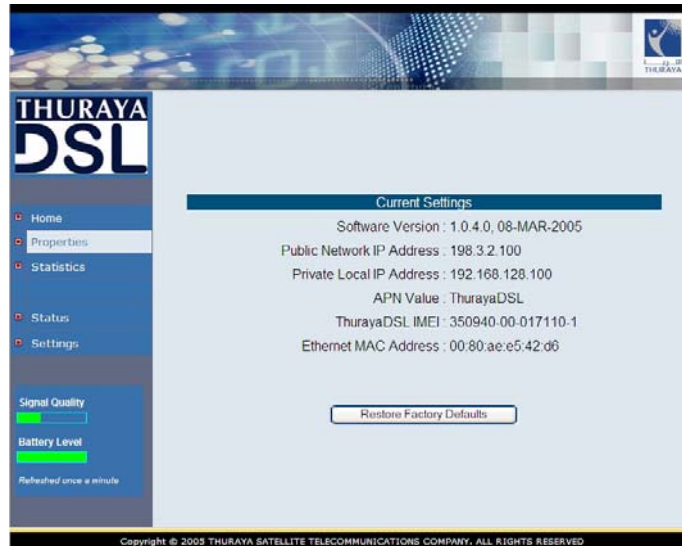 THURAYA
THURAYA
DSL
Home
Properties
Statistics
Status
Settings
Signal Quality
Battery Level
Refreshed once a minute
Current Settings
Software Version : 1.0.4.0, 08-MAR-2005
Public Network IP Address : 198.3.2.100
Private Local IP Address : 192.168.128.100
APN Value : ThurayaDSL
ThurayaDSL IMEI : 350940-00-017110-1
Ethernet MAC Address : 00:80:ae:e5:42:d6
Restore Factory Defaults
Copyright © 2005 THURAYA SATELLITE TELECOMMUNICATIONS COMPANY. ALL RIGHTS RESERVED